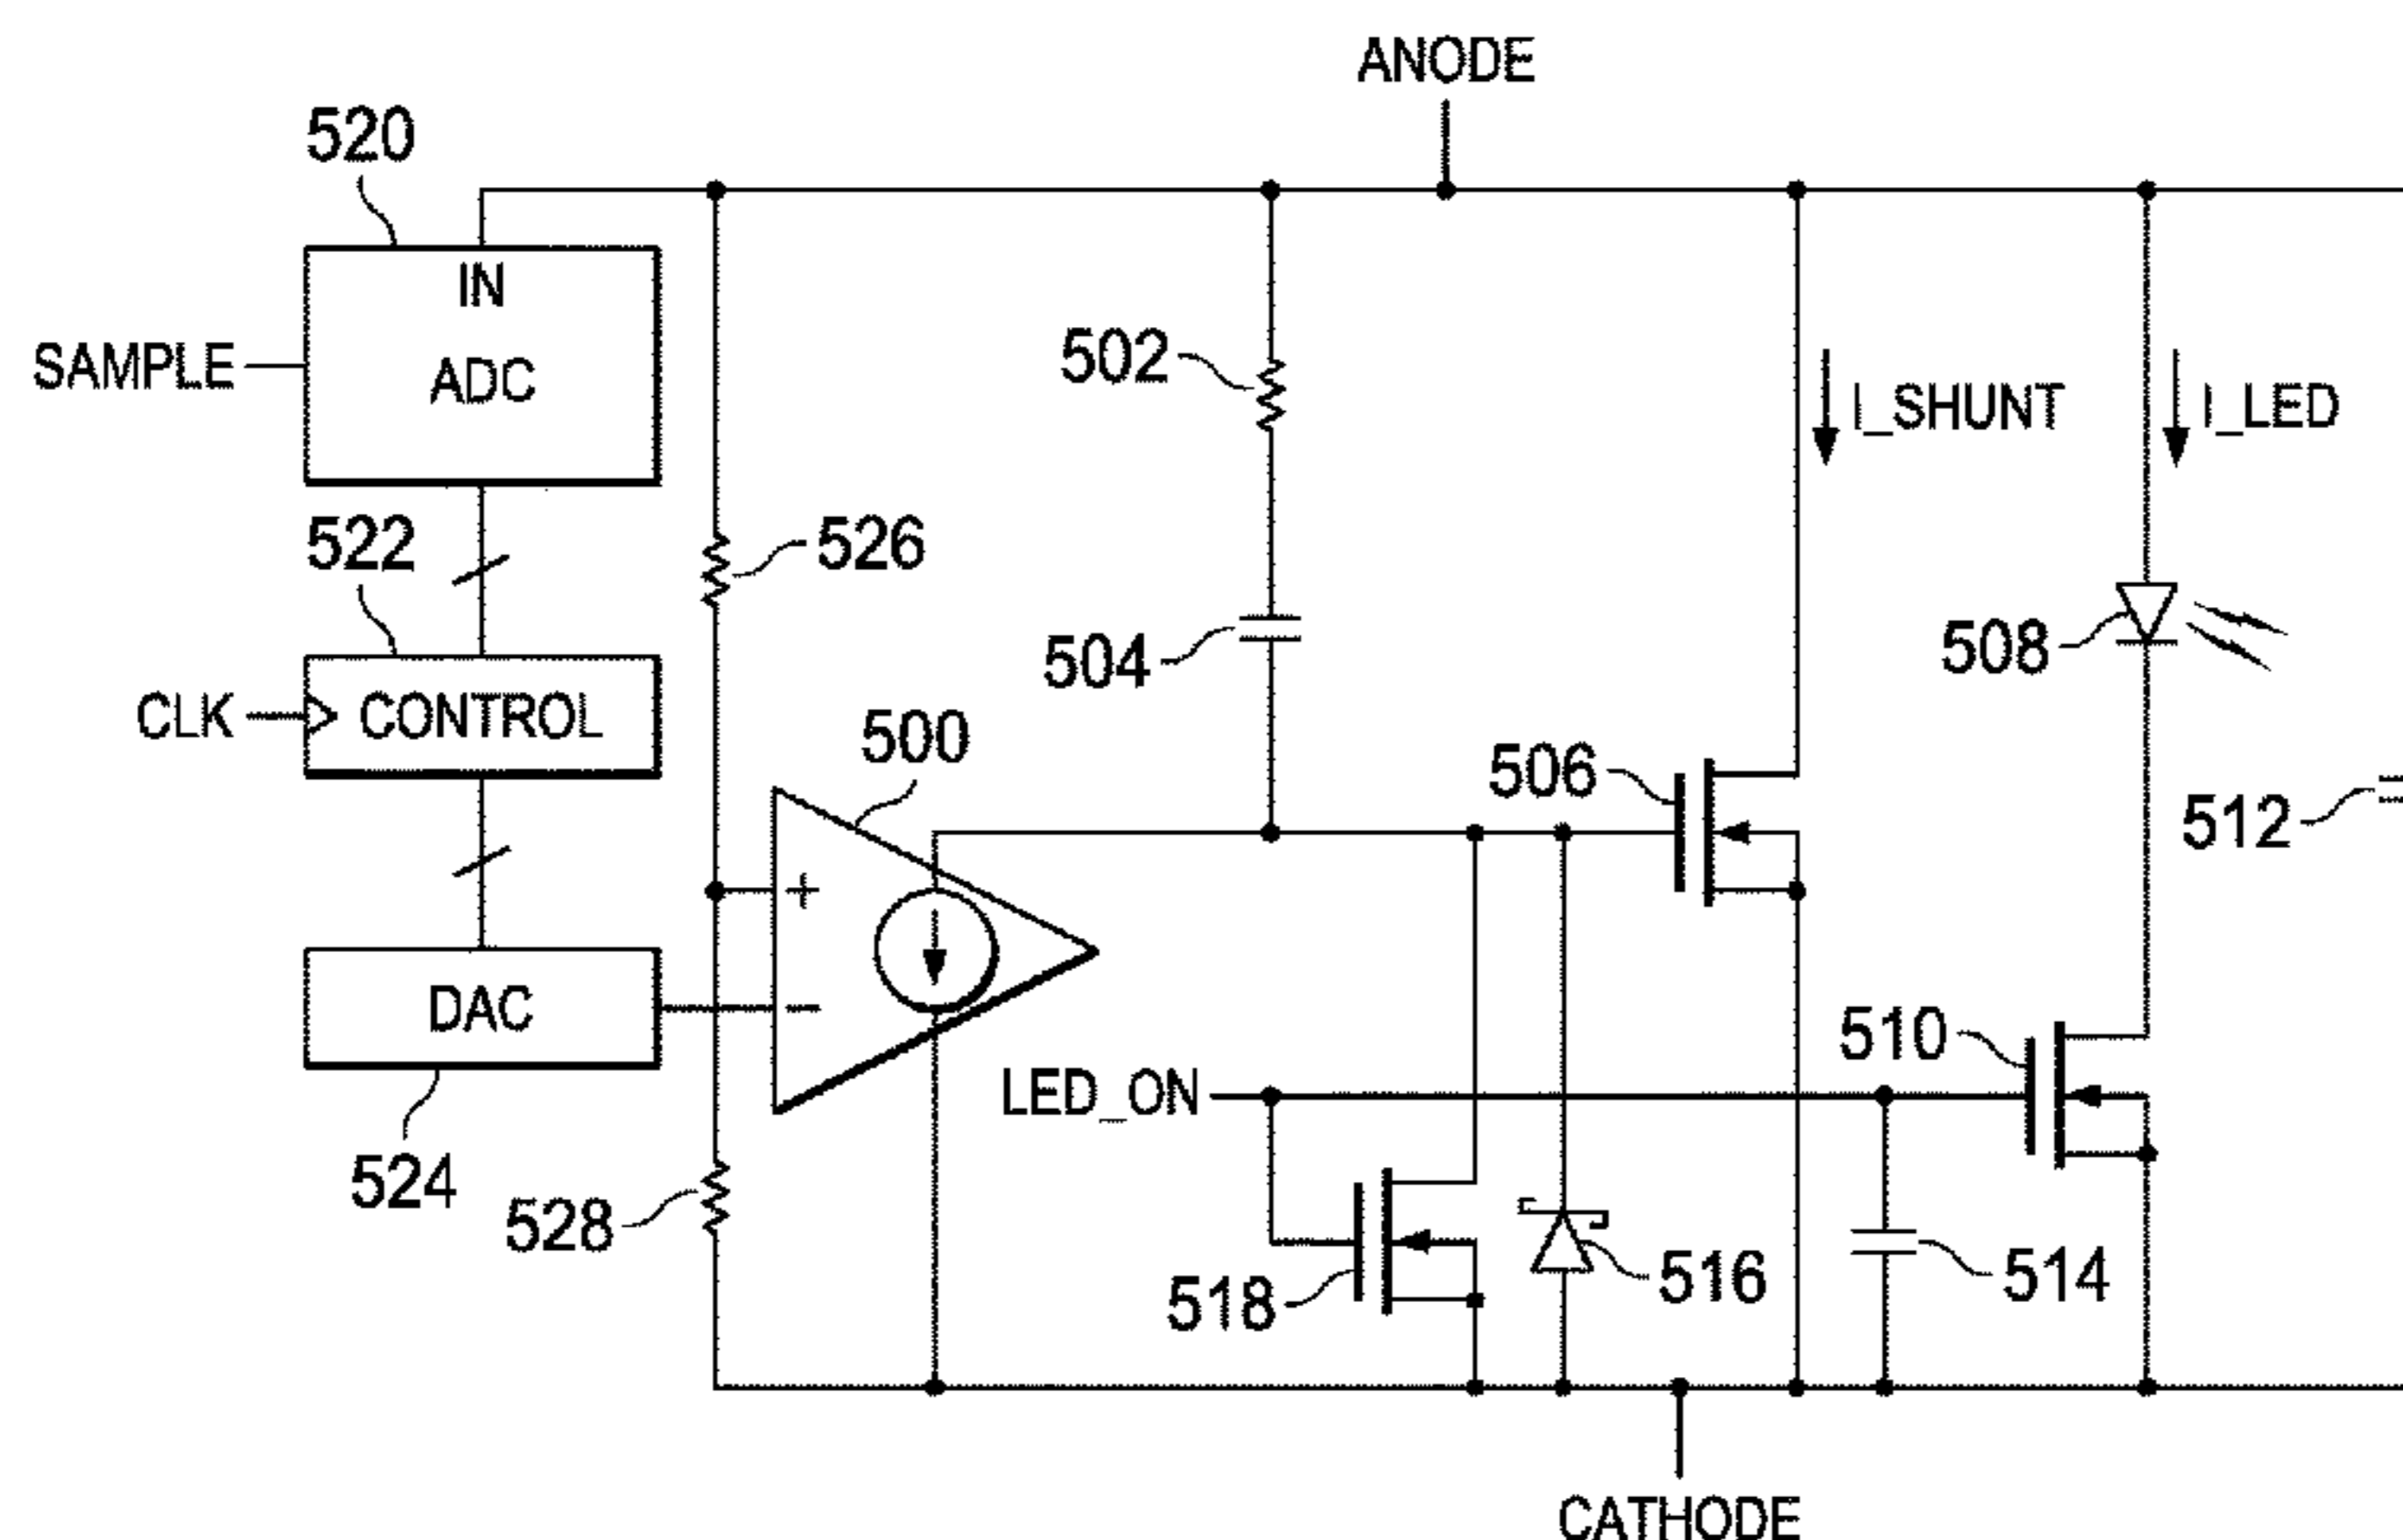 ANODE
520
IN
ADC
SAMPLE
502
I_SHUNT
I_LED
522
526
504
508
CLK
CONTROL
500
506
512
+
DAC
−
LED_ON
510
524
528
518
516
514
CATHODE